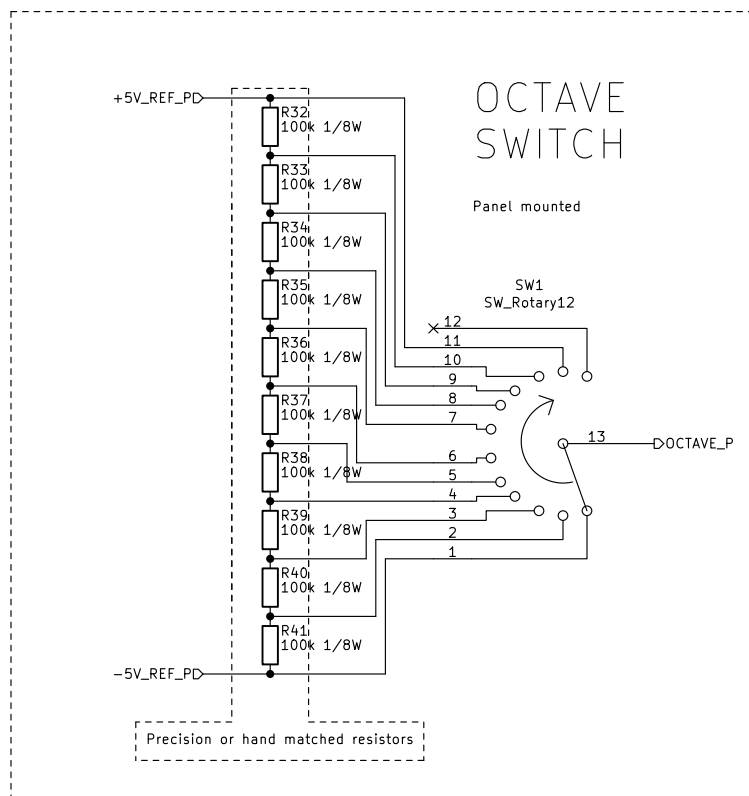 OCTAVE
SWITCH
Panel mounted
+5V_REF_P
R32
100k 1/8W
R33
100k 1/8W
R34
100k 1/8W
R35
100k 1/8W
R36
100k 1/8W
R37
100k 1/8W
R38
100k 1/8W
R39
100k 1/8W
R40
100k 1/8W
R41
100k 1/8W
-5V_REF_P
SW1
SW_Rotary12
12
11
10
9
8
7
6
5
4
3
2
1
13
OCTAVE_P
Precision or hand matched resistors